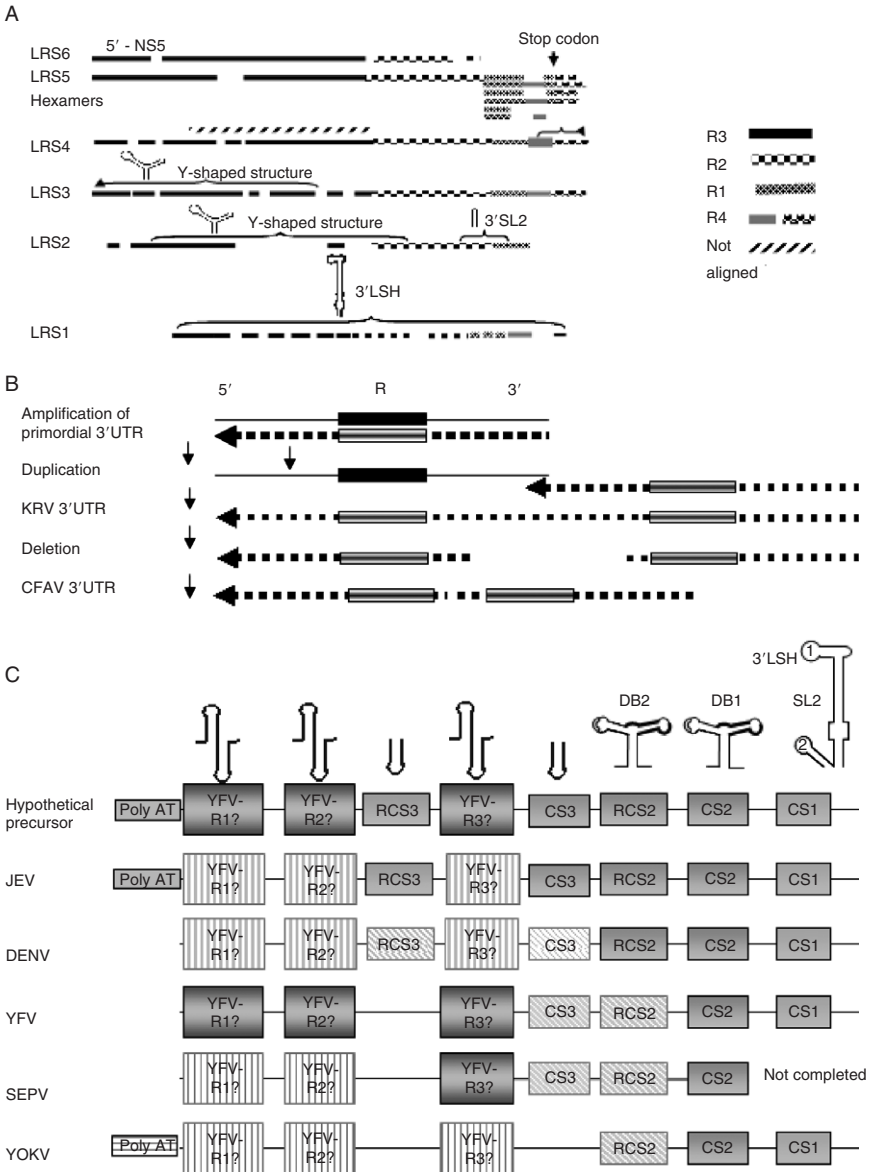 A
LRS6 5′ - NS5 Stop codon
LRS5
Hexamers
LRS4
R3
R2
R1
R4
Not
aligned
LRS3 Y-shaped structure
LRS2 Y-shaped structure 3′SL2
3′LSH
LRS1
B
5′ R 3′
Amplification of
primordial 3′UTR
Duplication
KRV 3′UTR
Deletion
CFAV 3′UTR
C
3′LSH 1
DB2 DB1 SL2
2
Hypothetical
precursor
Poly AT YFV-R1? YFV-R2? RCS3 YFV-R3? CS3 RCS2 CS2 CS1
JEV Poly AT YFV-R1? YFV-R2? RCS3 YFV-R3? CS3 RCS2 CS2 CS1
DENV YFV-R1? YFV-R2? RCS3 YFV-R3? CS3 RCS2 CS2 CS1
YFV YFV-R1? YFV-R2? YFV-R3? CS3 RCS2 CS2 CS1
SEPV YFV-R1? YFV-R2? YFV-R3? CS3 RCS2 CS2 Not completed
YOKV Poly AT YFV-R1? YFV-R2? YFV-R3? RCS2 CS2 CS1